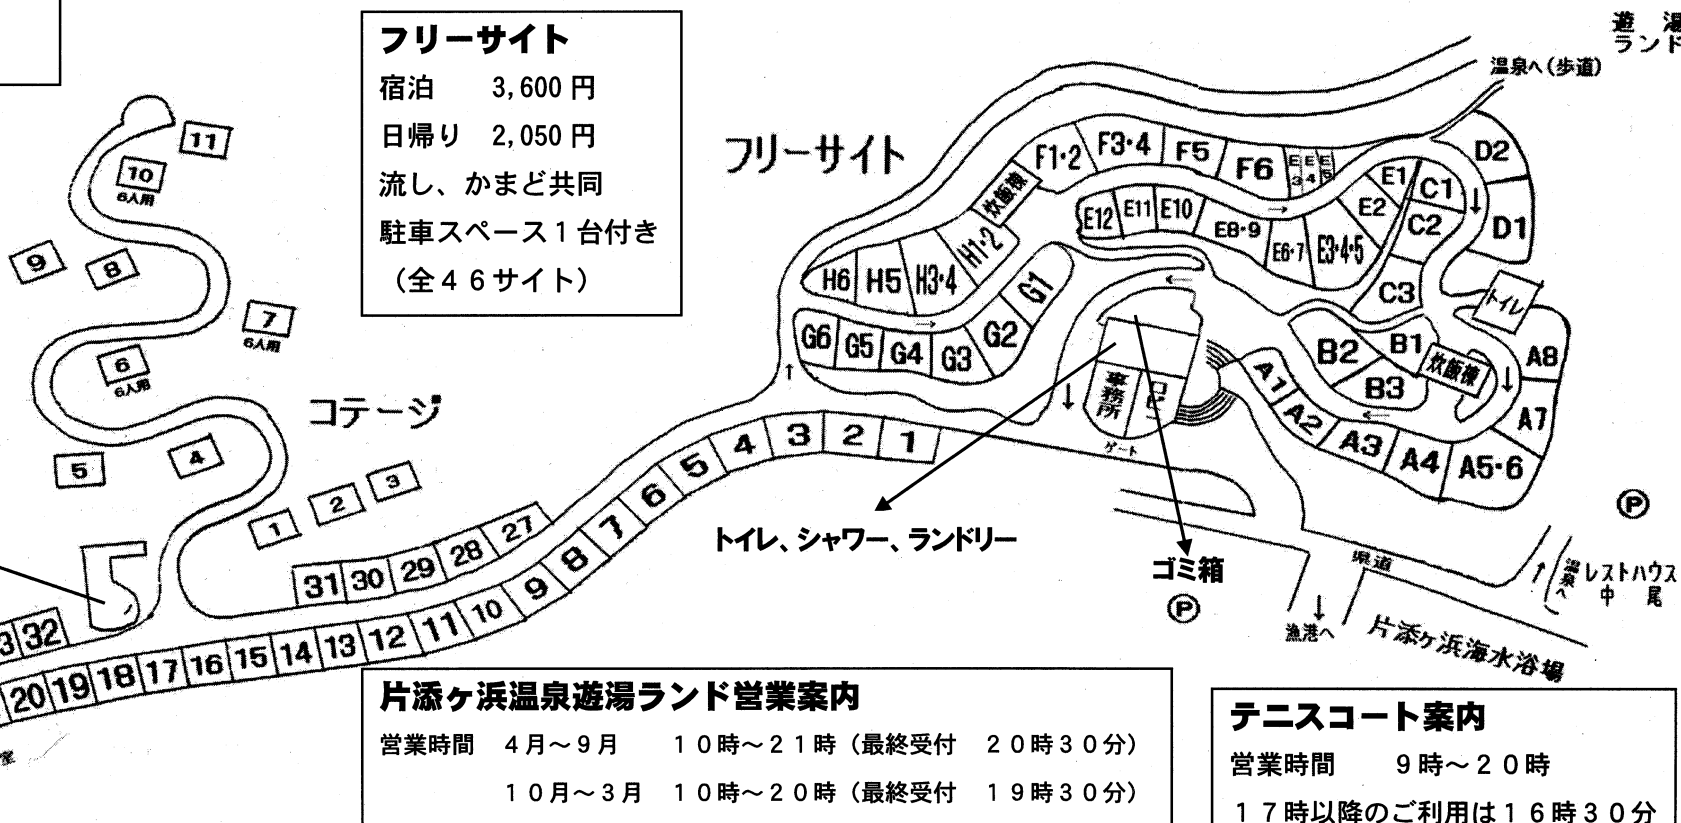 フリーサイト
宿泊　　3,600 円
日帰り　2,050 円
流し、かまど共同
駐車スペース１台付き
（全４６サイト）
遊 湯
ランド
温泉へ(歩道)
フリーサイト
F1·2
F3·4
F5
F6
E3
E4
E5
E1
E2
C1
C2
C3
D2
D1
炊飯棟
E12
E11
E10
E8·9
E6·7
E3·4·5
H6
H5
H3·4
H1·2
G1
G2
G3
G4
G5
G6
トイレ
B2
B1
B3
炊飯棟
A8
A7
A1
A2
A3
A4
A5·6
事務所
ロビー
ゲート
トイレ、シャワー、ランドリー
ゴミ箱
P
P
県道
漁港へ
温泉へ
レストハウス
中 尾
片添ヶ浜海水浴場
11
10
6人用
9
8
7
6人用
6
6人用
コテージ
5
4
3
2
1
1
2
3
4
5
6
7
8
9
10
11
12
13
14
15
16
17
18
19
20
27
28
29
30
31
32
片添ヶ浜温泉遊湯ランド営業案内
営業時間　４月～９月　　１０時～２１時（最終受付　２０時３０分）
１０月～３月　１０時～２０時（最終受付　１９時３０分）
テニスコート案内
営業時間　　９時～２０時
１７時以降のご利用は１６時３０分